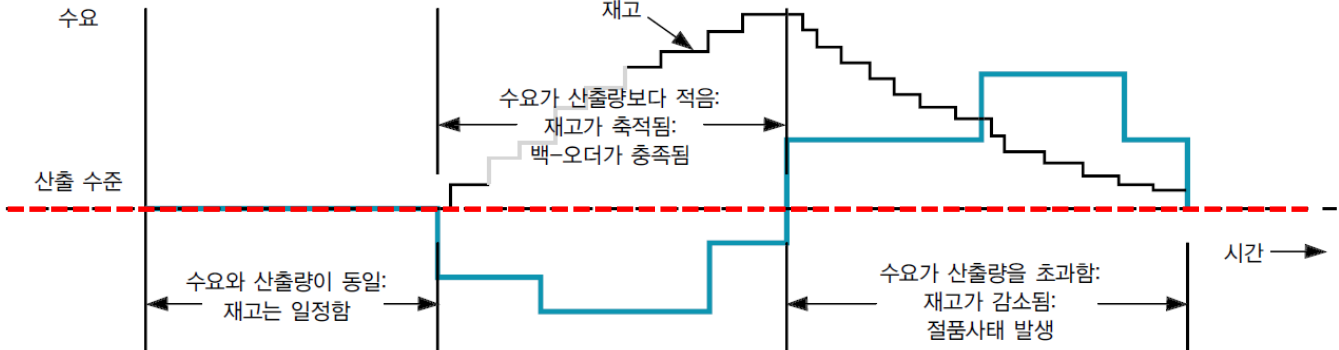 수요
재고
수요가 산출량보다 적음:
재고가 축적됨:
백-오더가 충족됨
산출 수준
시간
수요와 산출량이 동일:
재고는 일정함
수요가 산출량을 초과함:
재고가 감소됨:
절품사태 발생